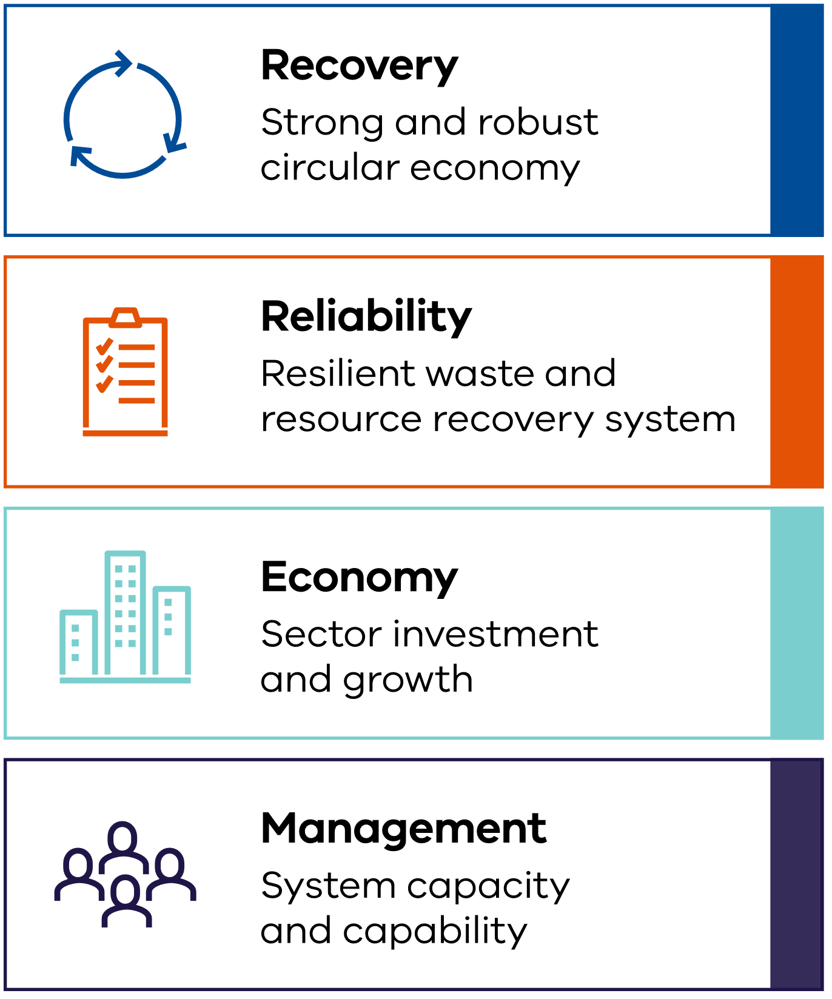 Recovery
Strong and robust
circular economy
Reliability
Resilient waste and
resource recovery system
Economy
Sector investment
and growth
Management
System capacity
and capability